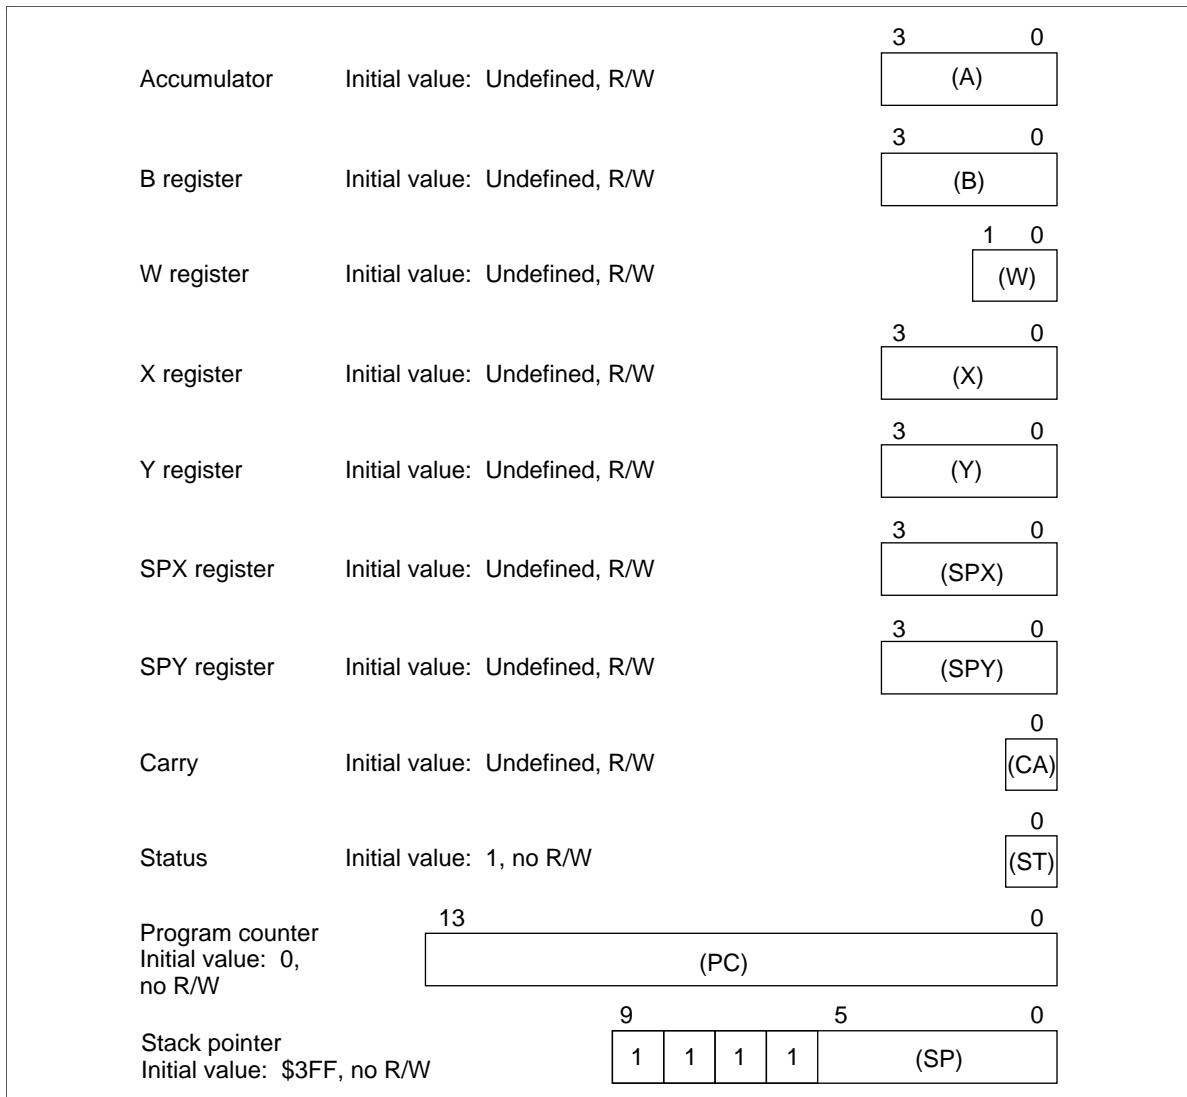 3 0
Accumulator Initial value: Undefined, R/W (A)
3 0
B register Initial value: Undefined, R/W (B)
1 0
W register Initial value: Undefined, R/W (W)
3 0
X register Initial value: Undefined, R/W (X)
3 0
Y register Initial value: Undefined, R/W (Y)
3 0
SPX register Initial value: Undefined, R/W (SPX)
3 0
SPY register Initial value: Undefined, R/W (SPY)
0
Carry Initial value: Undefined, R/W (CA)
0
Status Initial value: 1, no R/W (ST)
13 0
Program counter
Initial value: 0,
no R/W
(PC)
9 5 0
Stack pointer
Initial value: $3FF, no R/W
1 1 1 1 (SP)